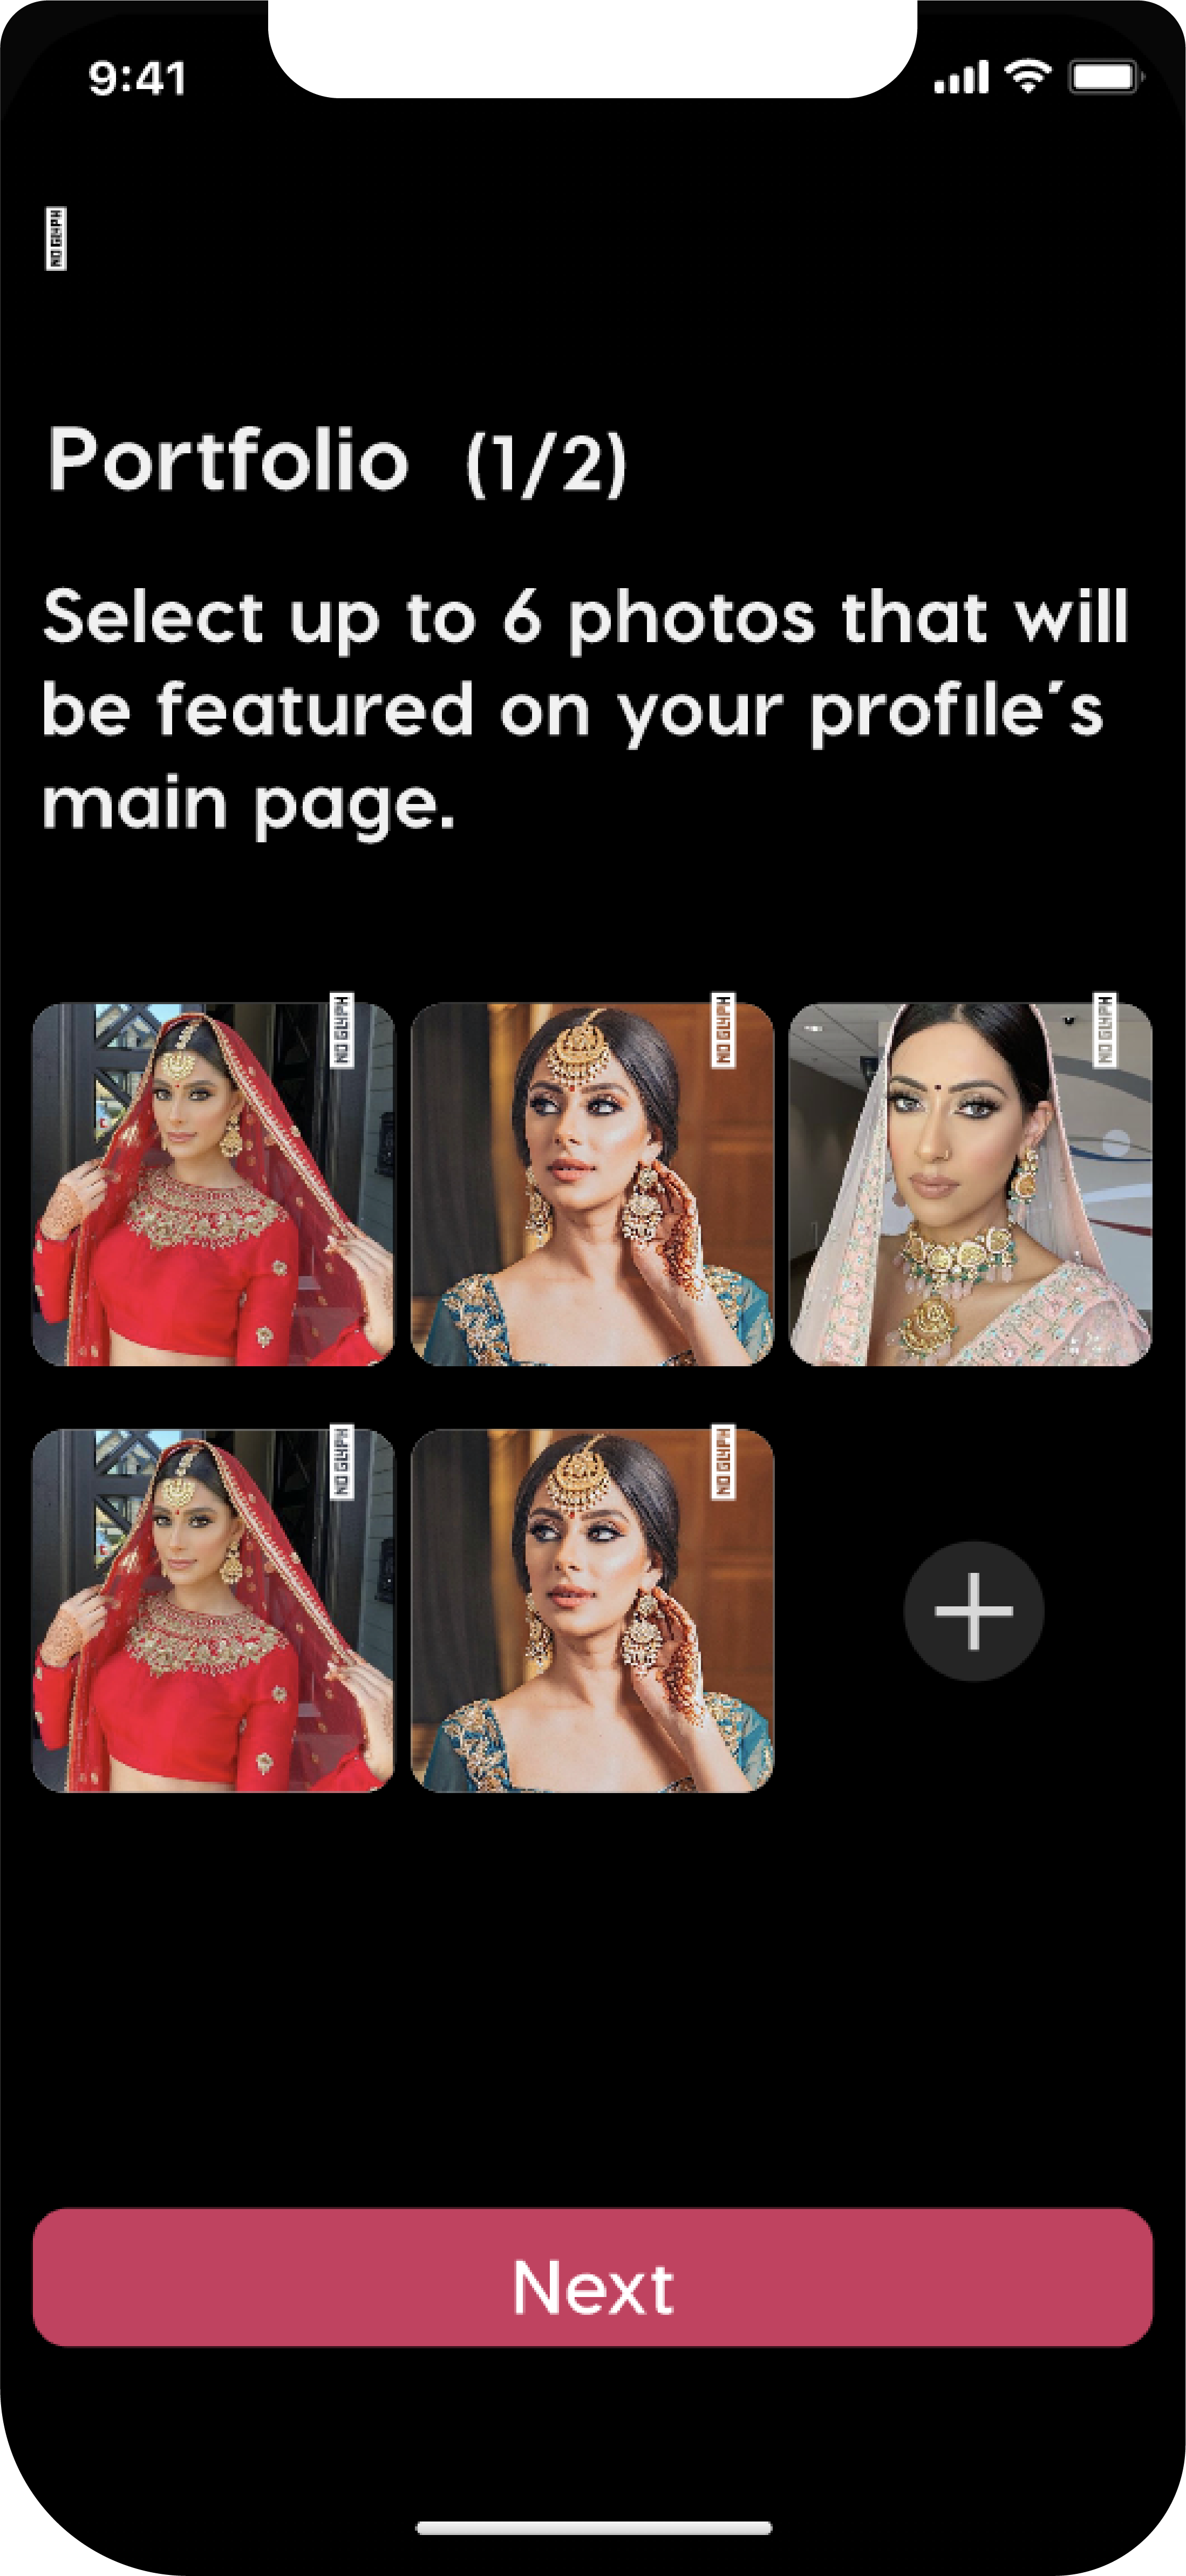 9:41
NO GLYPH
Portfolio (1/2)
Select up to 6 photos that will
be featured on your profile's
main page.
NO GLYPH
NO GLYPH
NO GLYPH
NO GLYPH
NO GLYPH
Next